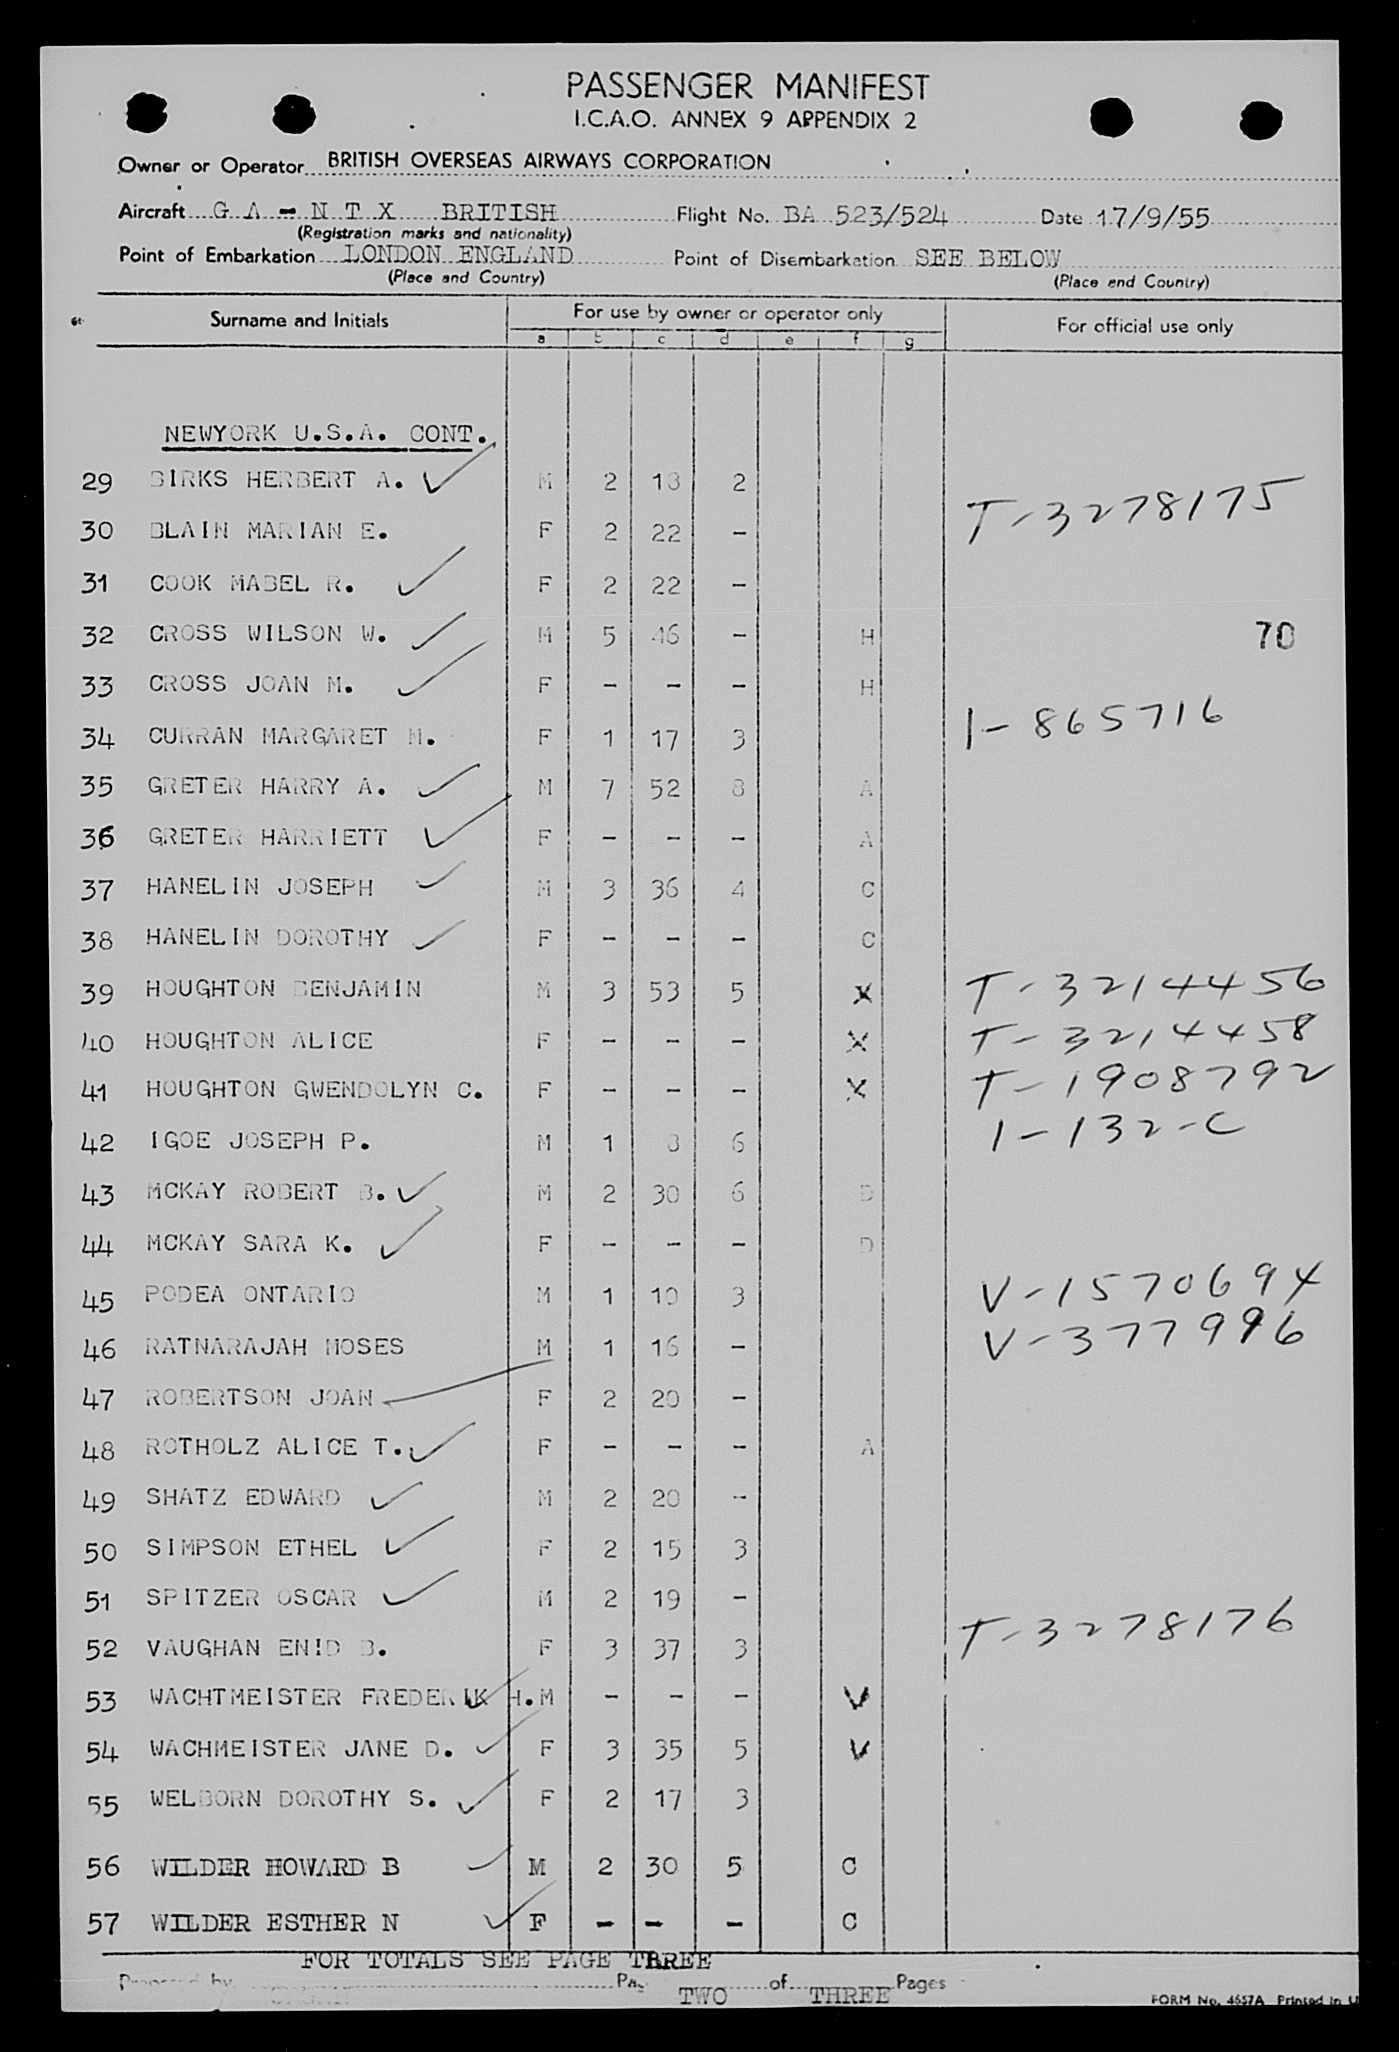 PASSENGER MANIFEST
I.C.A.O. ANNEX 9 APPENDIX 2
Owner or Operator BRITISH OVERSEAS AIRWAYS CORPORATION
Aircraft G A - N T X BRITISH Flight No. BA 523/524 Date 17/9/55
(Registration marks and nationality)
Point of Embarkation LONDON ENGLAND Point of Disembarkation SEE BELOW
(Place and Country) (Place and Country)
Surname and Initials For use by owner or operator only For official use only
a b c d e f g
NEWYORK U.S.A. CONT.
29 BIRKS HERBERT A. M 2 18 2 T-3278175
30 BLAIN MARIAN E. F 2 22 -
31 COOK MABEL R. F 2 22 -
32 CROSS WILSON W. M 5 46 - H 70
33 CROSS JOAN M. F - - - H
34 CURRAN MARGARET M. F 1 17 3 1-865716
35 GRETER HARRY A. M 7 52 8 A
36 GRETER HARRIETT F - - - A
37 HANELIN JOSEPH M 3 36 4 C
38 HANELIN DOROTHY F - - - C
39 HOUGHTON BENJAMIN M 3 53 5 X T-3214456
40 HOUGHTON ALICE F - - - X T-3214458
41 HOUGHTON GWENDOLYN C. F - - - X T-1908792
42 IGOE JOSEPH P. M 1 8 6 1-132-C
43 MCKAY ROBERT B. M 2 30 6 D
44 MCKAY SARA K. F - - - D
45 PODEA ONTARIO M 1 3 V-1570694
46 RATNARAJAH MOSES M 1 16 - V-377996
47 ROBERTSON JOAN F 2 20 -
48 ROTHOLZ ALICE T. F - - - A
49 SHATZ EDWARD M 2 20 -
50 SIMPSON ETHEL F 2 15 3
51 SPITZER OSCAR M 2 19 -
52 VAUGHAN ENID B. F 3 37 3 T-3278176
53 WACHTMEISTER FREDERIK H. M - - - V
54 WACHMEISTER JANE D. F 3 35 5 V
55 WELBORN DOROTHY S. F 2 17 3
56 WILDER HOWARD B M 2 30 5 C
57 WILDER ESTHER N F - - - C
FOR TOTALS SEE PAGE THREE
Prepared by TWO of THREE Pages
FORM No. 4657A Printed in